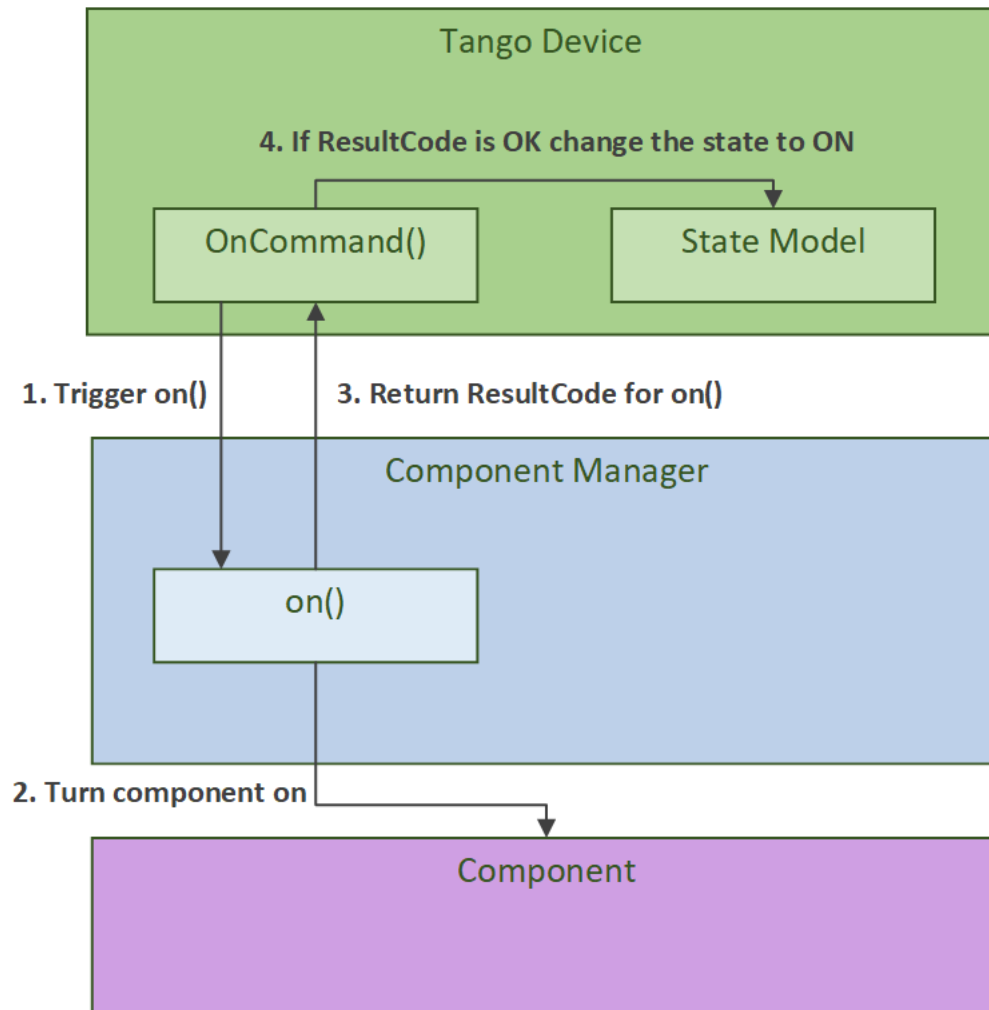 Tango Device
4. If ResultCode is OK change the state to ON
OnCommand()
State Model
1. Trigger on()
3. Return ResultCode for on()
Component Manager
on()
2. Turn component on
Component